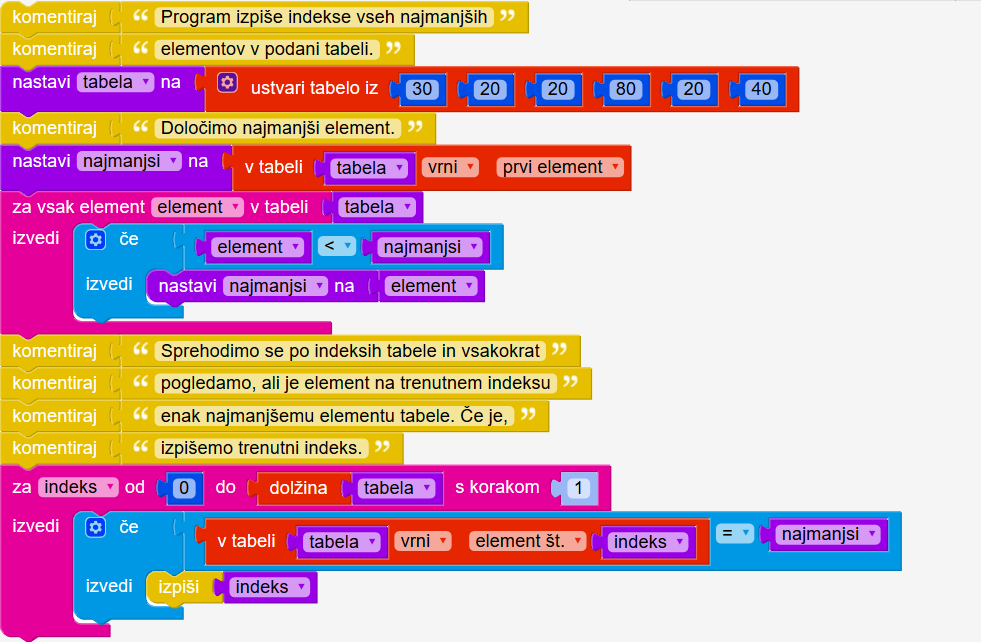 komentiraj “ Program izpiše indekse vseh najmanjših ”
komentiraj “ elementov v podani tabeli. ”
nastavi tabela na ustvari tabelo iz 30 20 20 80 20 40
komentiraj “ Določimo najmanjši element. ”
nastavi najmanjsi na v tabeli tabela vrni prvi element
za vsak element element v tabeli tabela
izvedi če element < najmanjsi
izvedi nastavi najmanjsi na element
komentiraj “ Sprehodimo se po indeksih tabele in vsakokrat ”
komentiraj “ pogledamo, ali je element na trenutnem indeksu ”
komentiraj “ enak najmanjšemu elementu tabele. Če je, ”
komentiraj “ izpišemo trenutni indeks. ”
za indeks od 0 do dolžina tabela s korakom 1
izvedi če v tabeli tabela vrni element št. indeks = najmanjsi
izvedi izpiši indeks